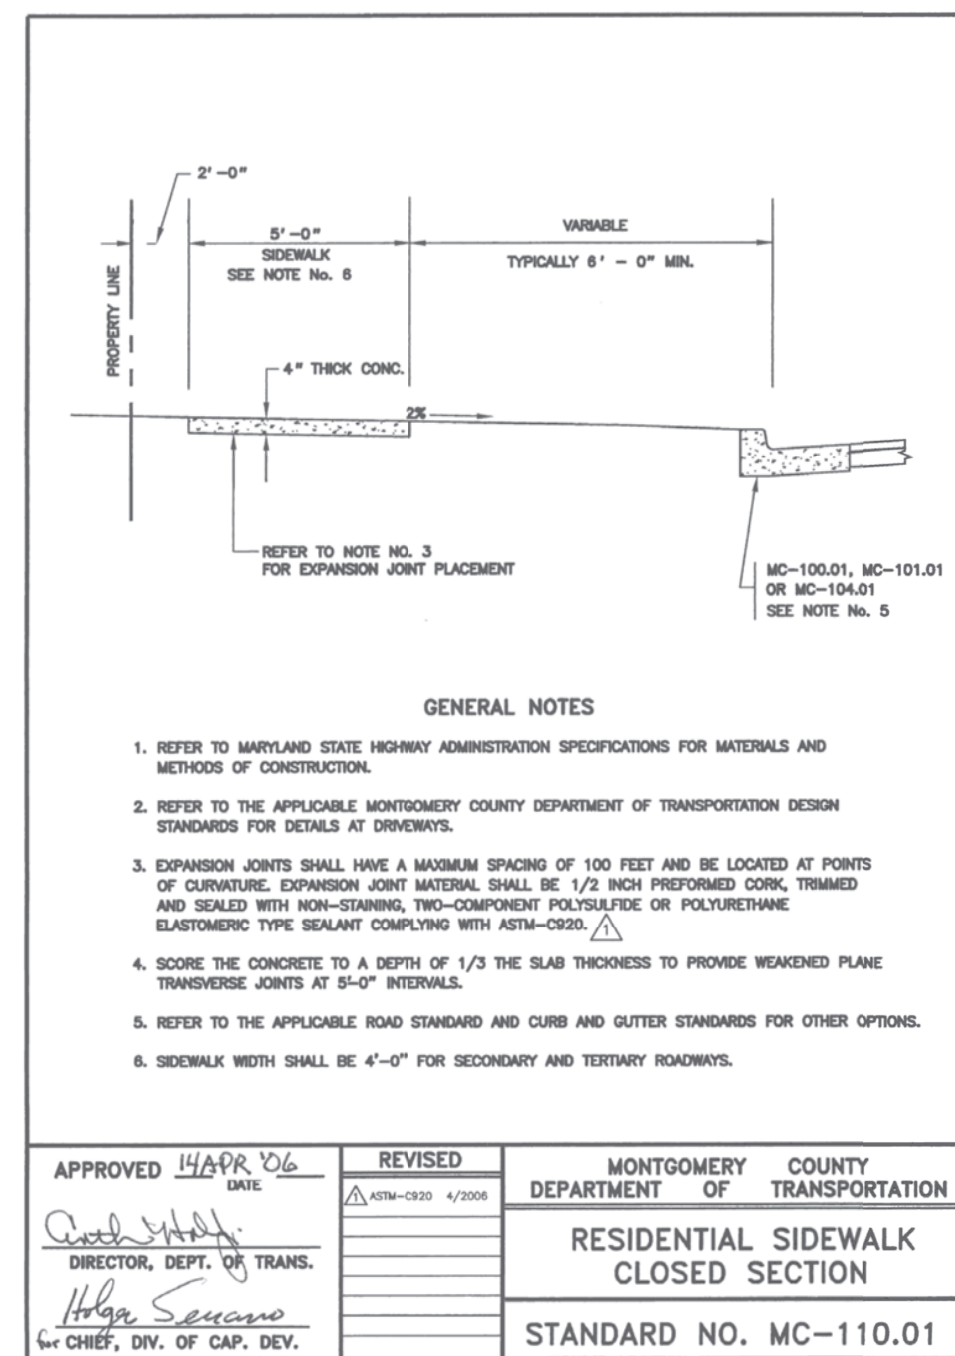 2'-0"
5'-0"
SIDEWALK
SEE NOTE No. 6
VARIABLE
TYPICALLY 6' - 0" MIN.
PROPERTY LINE
4" THICK CONC.
2%
REFER TO NOTE NO. 3
FOR EXPANSION JOINT PLACEMENT
MC-100.01, MC-101.01
OR MC-104.01
SEE NOTE No. 5
GENERAL NOTES
1. REFER TO MARYLAND STATE HIGHWAY ADMINISTRATION SPECIFICATIONS FOR MATERIALS AND
METHODS OF CONSTRUCTION.
2. REFER TO THE APPLICABLE MONTGOMERY COUNTY DEPARTMENT OF TRANSPORTATION DESIGN
STANDARDS FOR DETAILS AT DRIVEWAYS.
3. EXPANSION JOINTS SHALL HAVE A MAXIMUM SPACING OF 100 FEET AND BE LOCATED AT POINTS
OF CURVATURE. EXPANSION JOINT MATERIAL SHALL BE 1/2 INCH PREFORMED CORK, TRIMMED
AND SEALED WITH NON-STAINING, TWO-COMPONENT POLYSULFIDE OR POLYURETHANE
ELASTOMERIC TYPE SEALANT COMPLYING WITH ASTM-C920. 1
4. SCORE THE CONCRETE TO A DEPTH OF 1/3 THE SLAB THICKNESS TO PROVIDE WEAKENED PLANE
TRANSVERSE JOINTS AT 5'-0" INTERVALS.
5. REFER TO THE APPLICABLE ROAD STANDARD AND CURB AND GUTTER STANDARDS FOR OTHER OPTIONS.
6. SIDEWALK WIDTH SHALL BE 4'-0" FOR SECONDARY AND TERTIARY ROADWAYS.
APPROVED 14 APR '06
DATE
DIRECTOR, DEPT. OF TRANS.
for CHIEF, DIV. OF CAP. DEV.
REVISED
1 ASTM-C920 4/2006
MONTGOMERY COUNTY
DEPARTMENT OF TRANSPORTATION
RESIDENTIAL SIDEWALK
CLOSED SECTION
STANDARD NO. MC-110.01